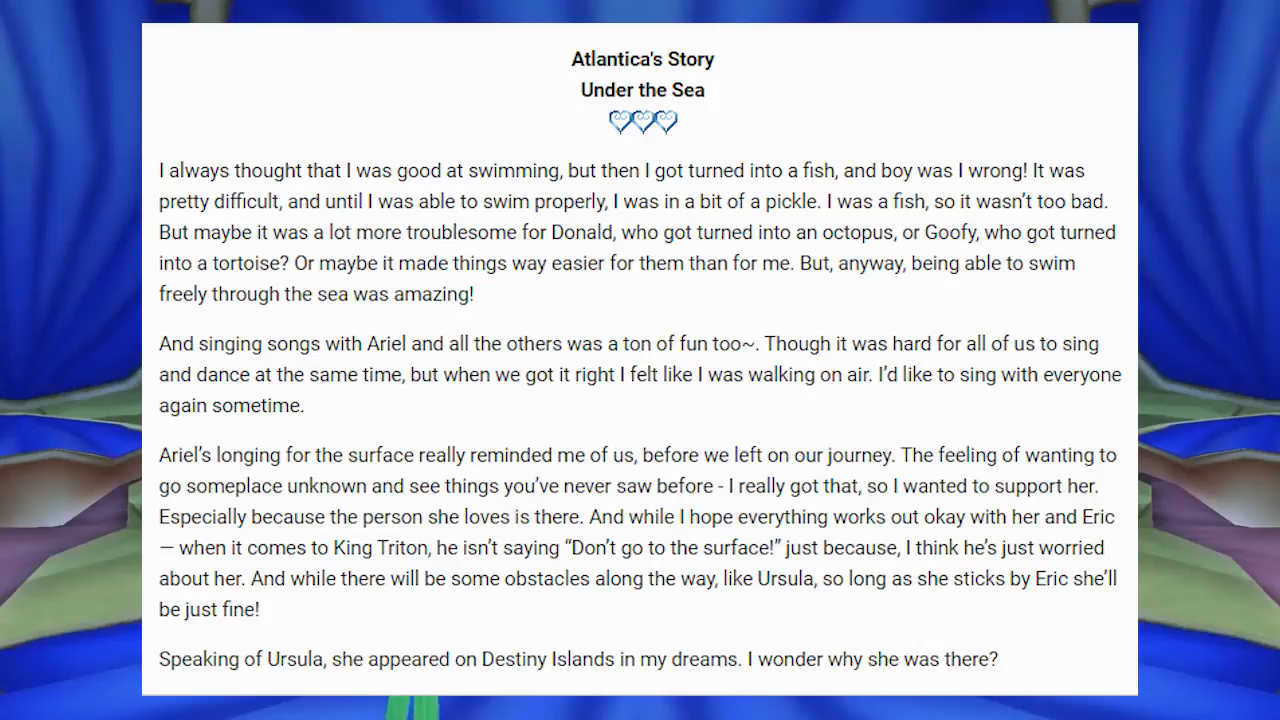 Atlantica's Story
Under the Sea
I always thought that I was good at swimming, but then I got turned into a fish, and boy was I wrong! It was
pretty difficult, and until I was able to swim properly, I was in a bit of a pickle. I was a fish, so it wasn’t too bad.
But maybe it was a lot more troublesome for Donald, who got turned into an octopus, or Goofy, who got turned
into a tortoise? Or maybe it made things way easier for them than for me. But, anyway, being able to swim
freely through the sea was amazing!
And singing songs with Ariel and all the others was a ton of fun too~. Though it was hard for all of us to sing
and dance at the same time, but when we got it right I felt like I was walking on air. I’d like to sing with everyone
again sometime.
Ariel’s longing for the surface really reminded me of us, before we left on our journey. The feeling of wanting to
go someplace unknown and see things you’ve never saw before - I really got that, so I wanted to support her.
Especially because the person she loves is there. And while I hope everything works out okay with her and Eric
— when it comes to King Triton, he isn’t saying “Don’t go to the surface!” just because, I think he’s just worried
about her. And while there will be some obstacles along the way, like Ursula, so long as she sticks by Eric she’ll
be just fine!
Speaking of Ursula, she appeared on Destiny Islands in my dreams. I wonder why she was there?